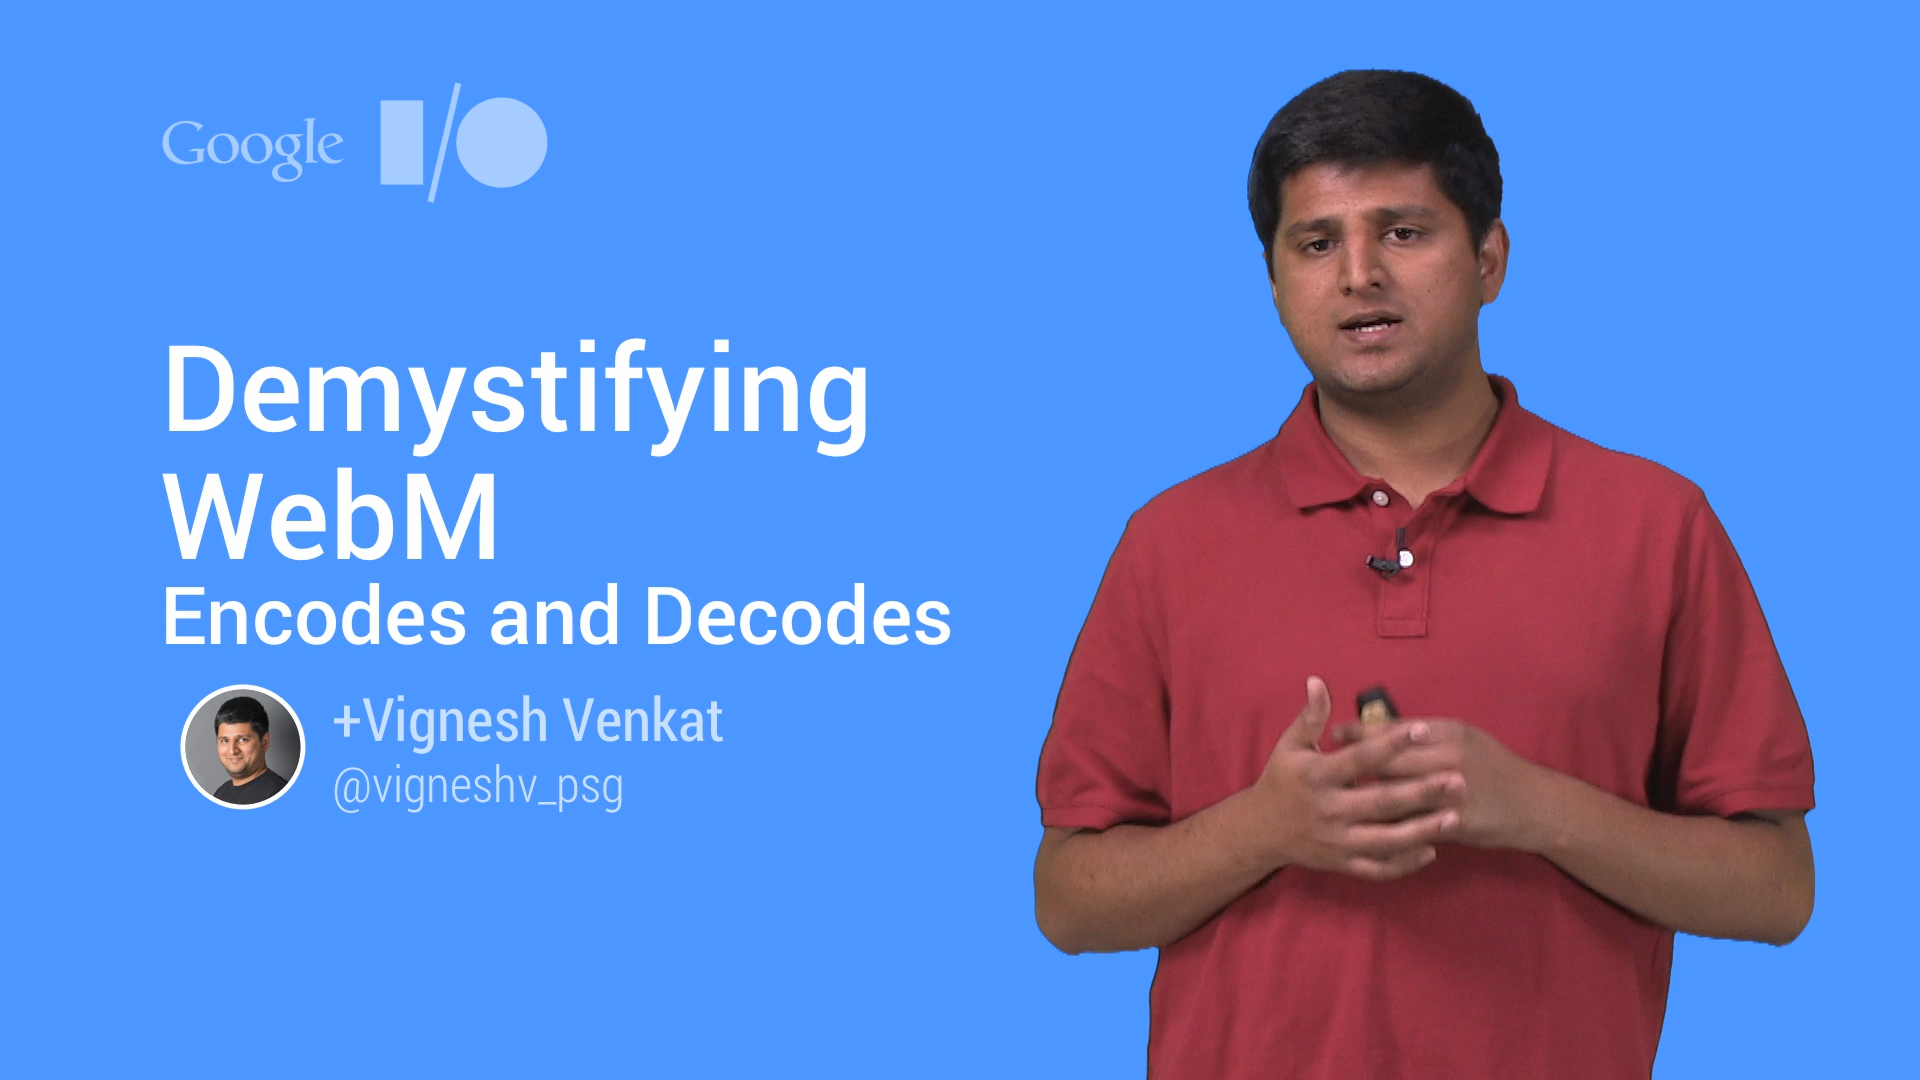 Google I/O
Demystifying
WebM
Encodes and Decodes
+Vignesh Venkat
@vigneshv_psg